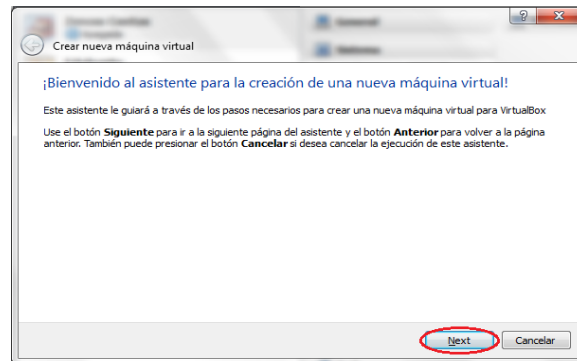 Crear nueva máquina virtual
¡Bienvenido al asistente para la creación de una nueva máquina virtual!
Este asistente le guiará a través de los pasos necesarios para crear una nueva máquina virtual para VirtualBox
Use el botón Siguiente para ir a la siguiente página del asistente y el botón Anterior para volver a la página
anterior. También puede presionar el botón Cancelar si desea cancelar la ejecución de este asistente.
Next Cancelar